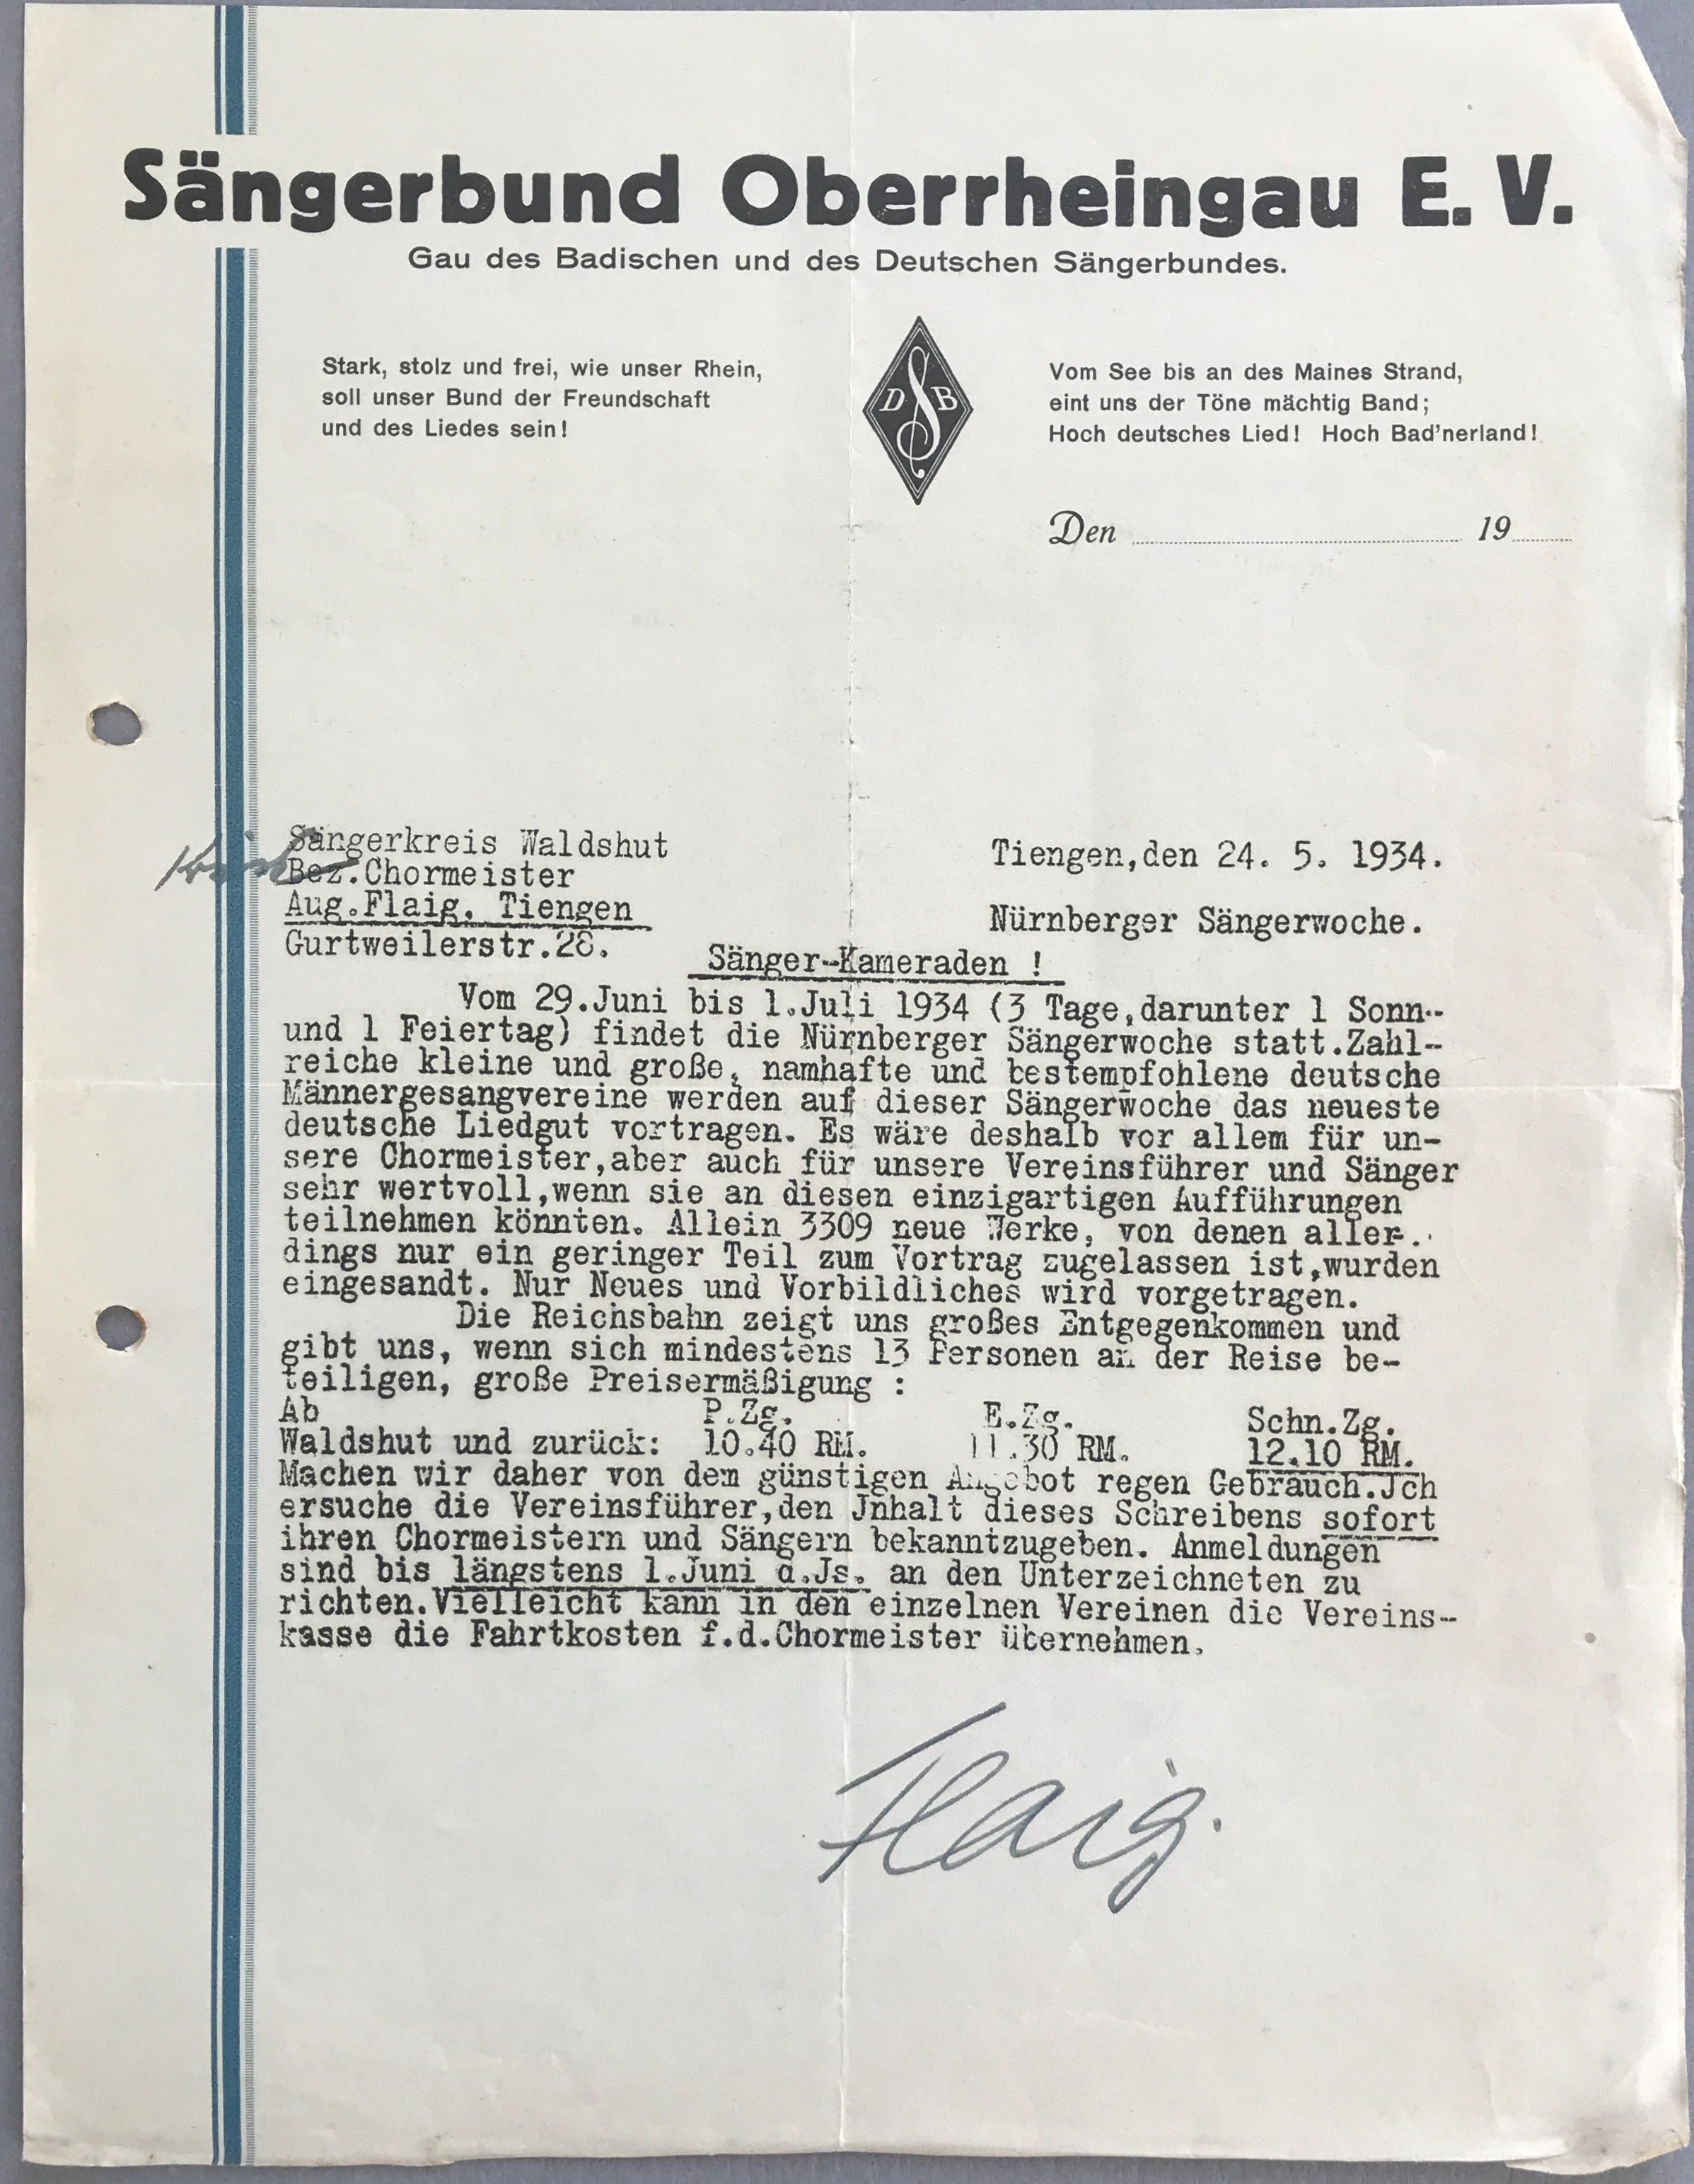 Sängerbund Oberrheingau E. V.
Gau des Badischen und des Deutschen Sängerbundes.
Stark, stolz und frei, wie unser Rhein,
soll unser Bund der Freundschaft
und des Liedes sein!
D S B
Vom See bis an des Maines Strand,
eint uns der Töne mächtig Band;
Hoch deutsches Lied! Hoch Bad'nerland!
Den 19
Sängerkreis Waldshut
Kreis Bez.Chormeister
Aug.Flaig, Tiengen
Gurtweilerstr.28.
Tiengen,den 24. 5. 1934.
Nürnberger Sängerwoche.
Sänger-Kameraden !
Vom 29.Juni bis 1.Juli 1934 (3 Tage,darunter 1 Sonn-
und 1 Feiertag) findet die Nürnberger Sängerwoche statt.Zahl-
reiche kleine und große, namhafte und bestempfohlene deutsche
Männergesangvereine werden auf dieser Sängerwoche das neueste
deutsche Liedgut vortragen. Es wäre deshalb vor allem für un-
sere Chormeister,aber auch für unsere Vereinsführer und Sänger
sehr wertvoll,wenn sie an diesen einzigartigen Aufführungen
teilnehmen könnten. Allein 3309 neue Werke, von denen aller-
dings nur ein geringer Teil zum Vortrag zugelassen ist,wurden
eingesandt. Nur Neues und Vorbildliches wird vorgetragen.
Die Reichsbahn zeigt uns großes Entgegenkommen und
gibt uns, wenn sich mindestens 13 Personen an der Reise be-
teiligen, große Preisermäßigung :
Ab P.Zg. E.Zg. Schn.Zg.
Waldshut und zurück: 10.40 RM. 11.30 RM. 12.10 RM.
Machen wir daher von dem günstigen Angebot regen Gebrauch.Jch
ersuche die Vereinsführer,den Jnhalt dieses Schreibens sofort
ihren Chormeistern und Sängern bekanntzugeben. Anmeldungen
sind bis längstens 1.Juni d.Js. an den Unterzeichneten zu
richten.Vielleicht kann in den einzelnen Vereinen die Vereins-
kasse die Fahrtkosten f.d.Chormeister übernehmen.
Flaig.